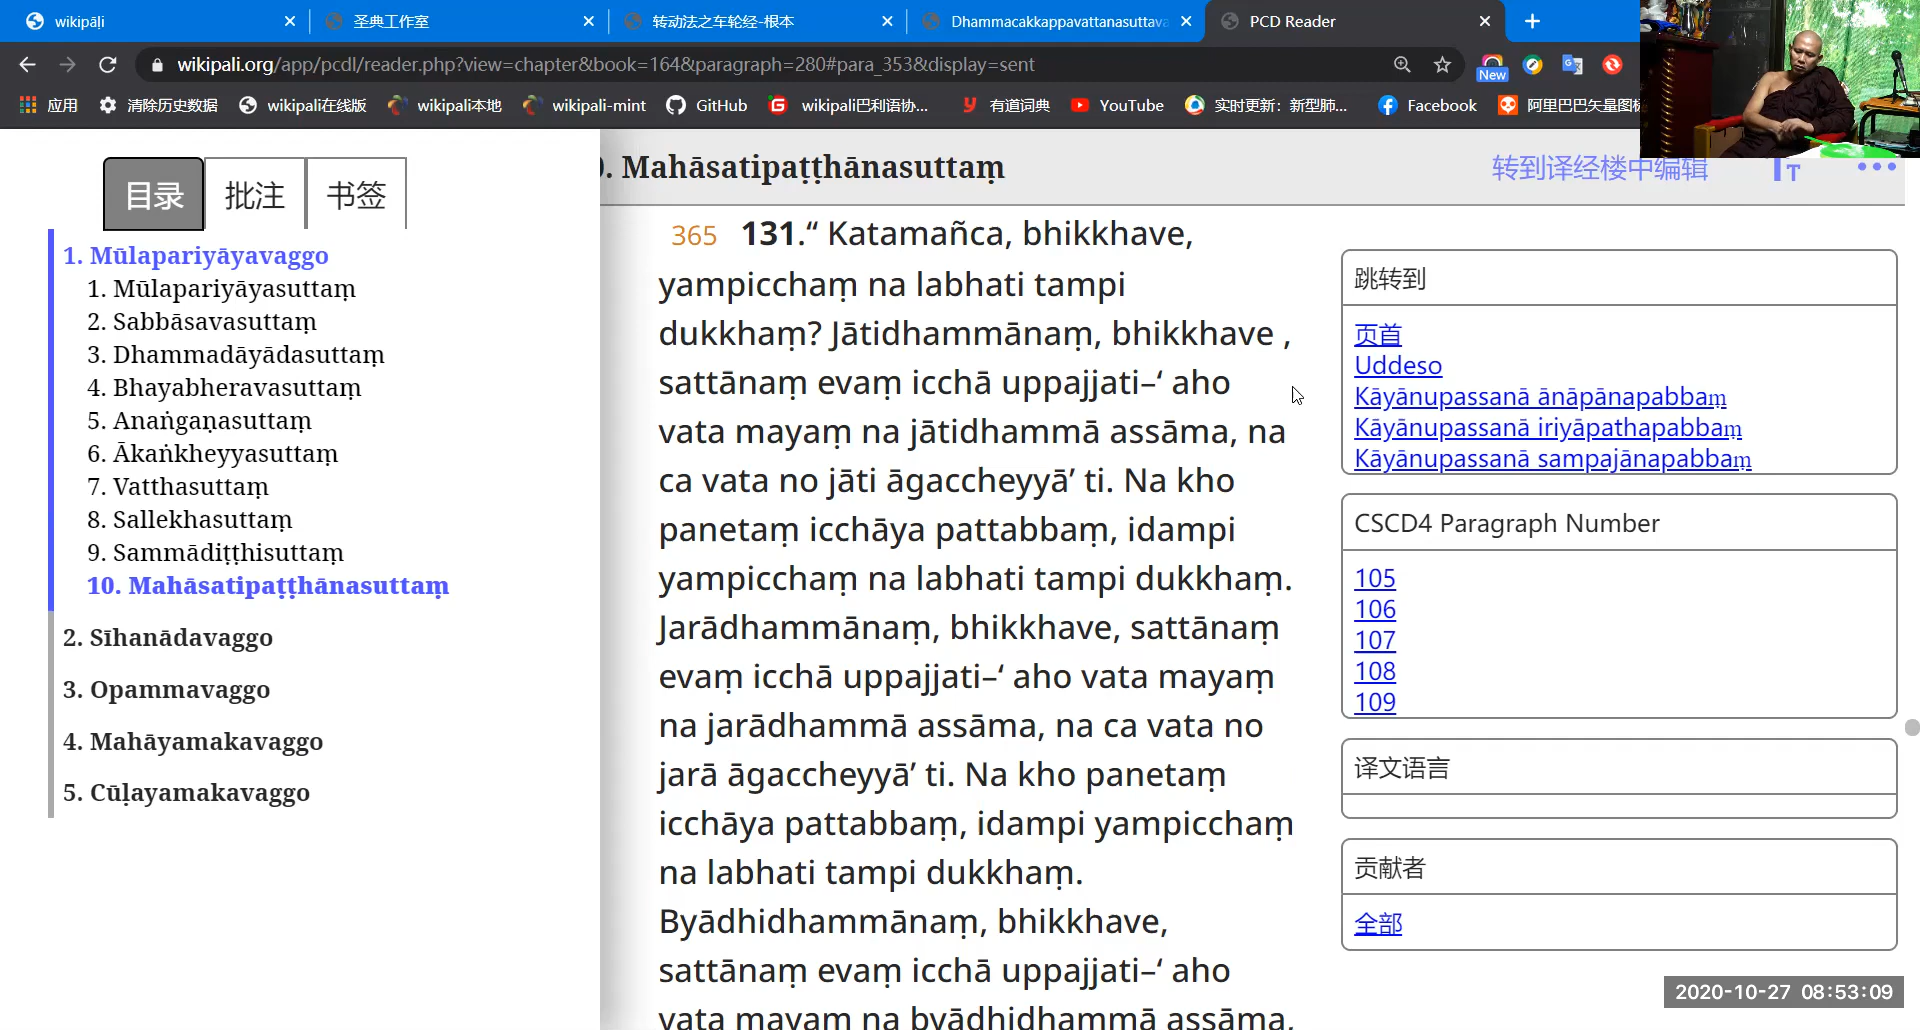 wikipāḷi
圣典工作室
转动法之车轮经-根本
Dhammacakkappavattanasuttava
PCD Reader
wikipali.org/app/pcdl/reader.php?view=chapter&book=164&paragraph=280#para_353&display=sent
New
应用
清除历史数据
wikipali在线版
wikipali本地
wikipali-mint
GitHub
wikipali巴利语协...
有道词典
YouTube
实时更新：新型肺...
Facebook
阿里巴巴矢量图标
目录
批注
书签
1. Mūlapariyāyavaggo
1. Mūlapariyāyasuttaṃ
2. Sabbāsavasuttaṃ
3. Dhammadāyādasuttaṃ
4. Bhayabheravasuttaṃ
5. Anaṅgaṇasuttaṃ
6. Ākaṅkheyyasuttaṃ
7. Vatthasuttaṃ
8. Sallekhasuttaṃ
9. Sammādiṭṭhisuttaṃ
10. Mahāsatipaṭṭhānasuttaṃ
2. Sīhanādavaggo
3. Opammavaggo
4. Mahāyamakavaggo
5. Cūḷayamakavaggo
0. Mahāsatipaṭṭhānasuttaṃ
转到译经楼中编辑
365 131.“ Katamañca, bhikkhave,
yampicchaṃ na labhati tampi
dukkhaṃ? Jātidhammānaṃ, bhikkhave ,
sattānaṃ evaṃ icchā uppajjati–‘ aho
vata mayaṃ na jātidhammā assāma, na
ca vata no jāti āgaccheyyā’ ti. Na kho
panetaṃ icchāya pattabbaṃ, idampi
yampicchaṃ na labhati tampi dukkhaṃ.
Jarādhammānaṃ, bhikkhave, sattānaṃ
evaṃ icchā uppajjati–‘ aho vata mayaṃ
na jarādhammā assāma, na ca vata no
jarā āgaccheyyā’ ti. Na kho panetaṃ
icchāya pattabbaṃ, idampi yampicchaṃ
na labhati tampi dukkhaṃ.
Byādhidhammānaṃ, bhikkhave,
sattānaṃ evaṃ icchā uppajjati–‘ aho
vata mayaṃ na byādhidhammā assāma,
跳转到
页首
Uddeso
Kāyānupassanā ānāpānapabbaṃ
Kāyānupassanā iriyāpathapabbaṃ
Kāyānupassanā sampajānapabbaṃ
CSCD4 Paragraph Number
105
106
107
108
109
译文语言
贡献者
全部
2020-10-27 08:53:09